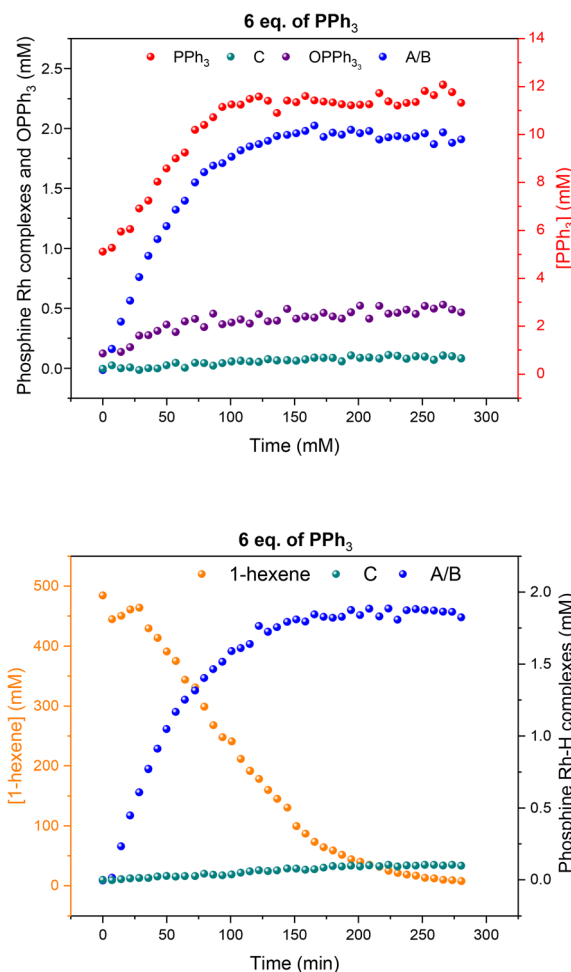 6 eq. of PPh3
PPh3 C OPPh33 A/B
Phosphine Rh complexes and OPPh3 (mM)
2.5
2.0
1.5
1.0
0.5
0.0
14
12
10
8
6
4
2
0
[PPh3] (mM)
0 50 100 150 200 250 300
Time (mM)
6 eq. of PPh3
1-hexene C A/B
[1-hexene] (mM)
500
400
300
200
100
0
2.0
1.5
1.0
0.5
0.0
Phosphine Rh-H complexes (mM)
0 50 100 150 200 250 300
Time (min)